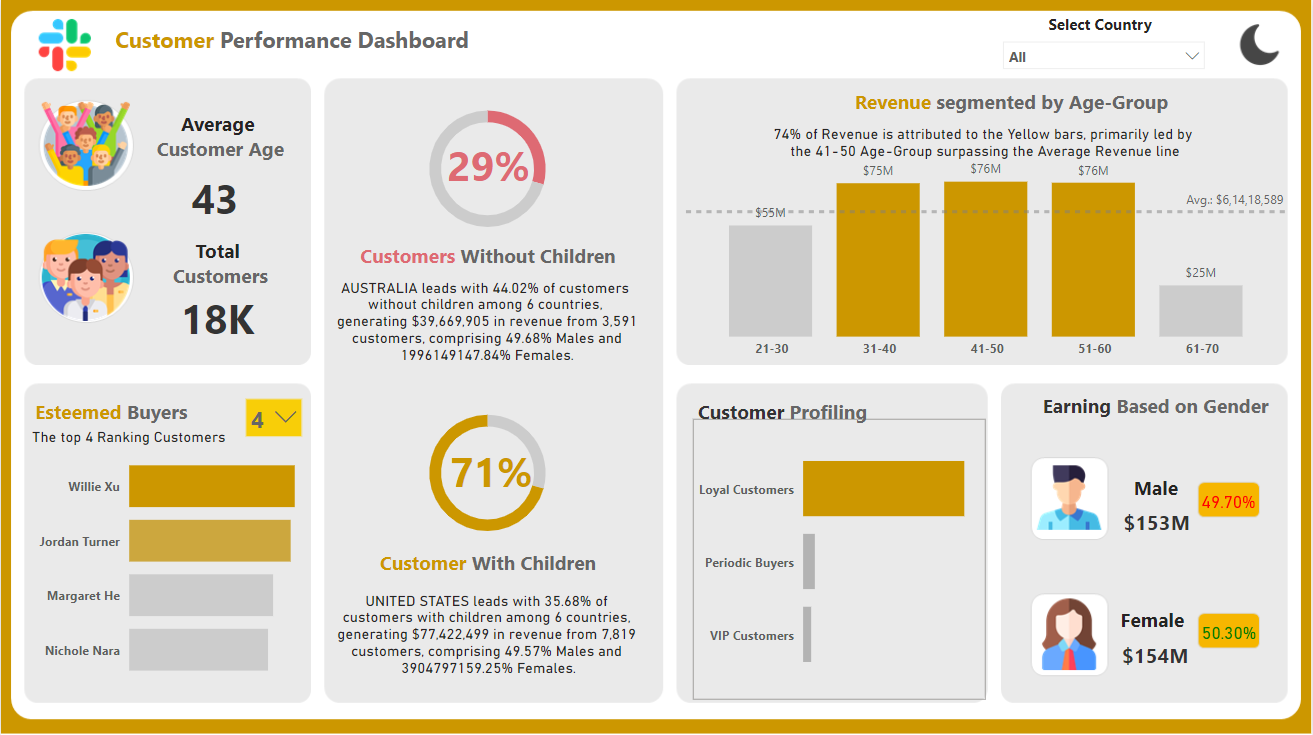 Customer Performance Dashboard
Select Country
All
Average
Customer Age
43
Total
Customers
18K
29%
Customers Without Children
AUSTRALIA leads with 44.02% of customers
without children among 6 countries,
generating $39,669,905 in revenue from 3,591
customers, comprising 49.68% Males and
1996149147.84% Females.
71%
Customer With Children
UNITED STATES leads with 35.68% of
customers with children among 6 countries,
generating $77,422,499 in revenue from 7,819
customers, comprising 49.57% Males and
3904797159.25% Females.
Revenue segmented by Age-Group
74% of Revenue is attributed to the Yellow bars, primarily led by
the 41-50 Age-Group surpassing the Average Revenue line
$55M
$75M
$76M
$76M
$25M
Avg.: $6,14,18,589
21-30
31-40
41-50
51-60
61-70
Esteemed Buyers
4
The top 4 Ranking Customers
Willie Xu
Jordan Turner
Margaret He
Nichole Nara
Customer Profiling
Loyal Customers
Periodic Buyers
VIP Customers
Earning Based on Gender
Male
$153M
49.70%
Female
$154M
50.30%